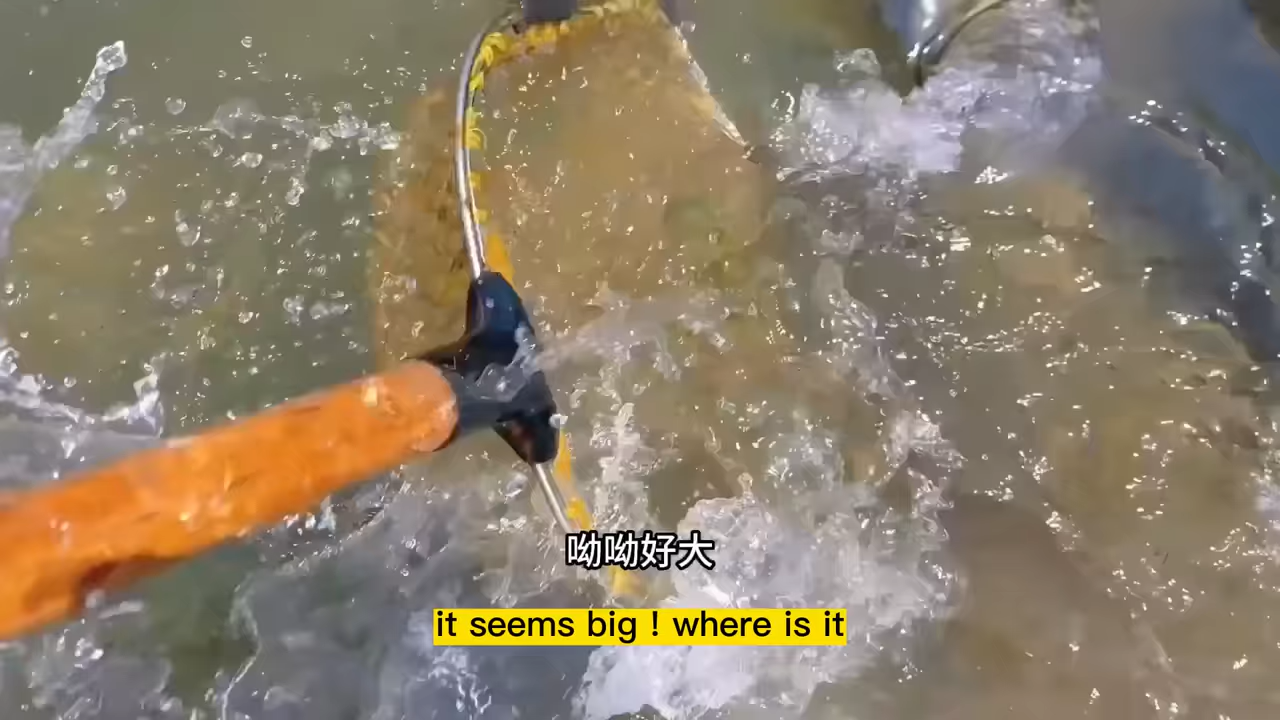 呦呦好大
it seems big ! where is it